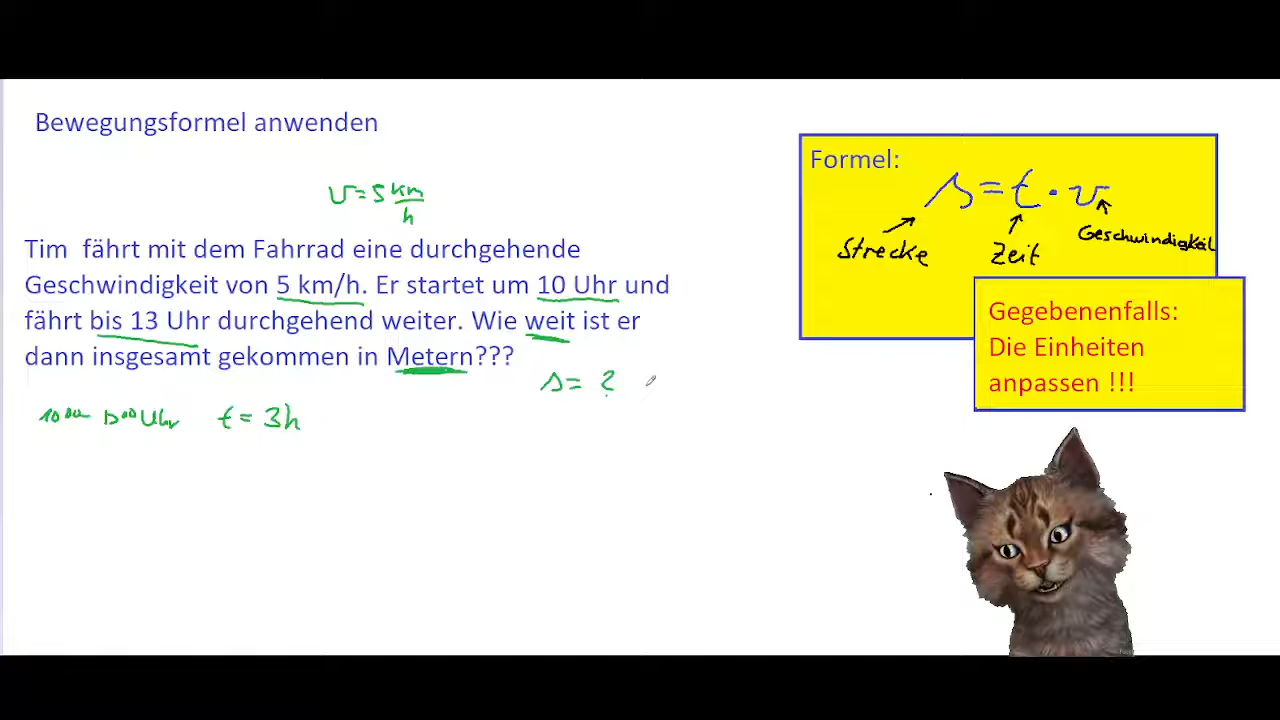 Bewegungsformel anwenden
v = 5 km/h
Tim fährt mit dem Fahrrad eine durchgehende
Geschwindigkeit von 5 km/h. Er startet um 10 Uhr und
fährt bis 13 Uhr durchgehend weiter. Wie weit ist er
dann insgesamt gekommen in Metern???
s = ?
10⁰⁰ – 13⁰⁰ Uhr t = 3h
Formel:
s = t · v
Strecke Zeit Geschwindigkeit
Gegebenenfalls:
Die Einheiten
anpassen !!!